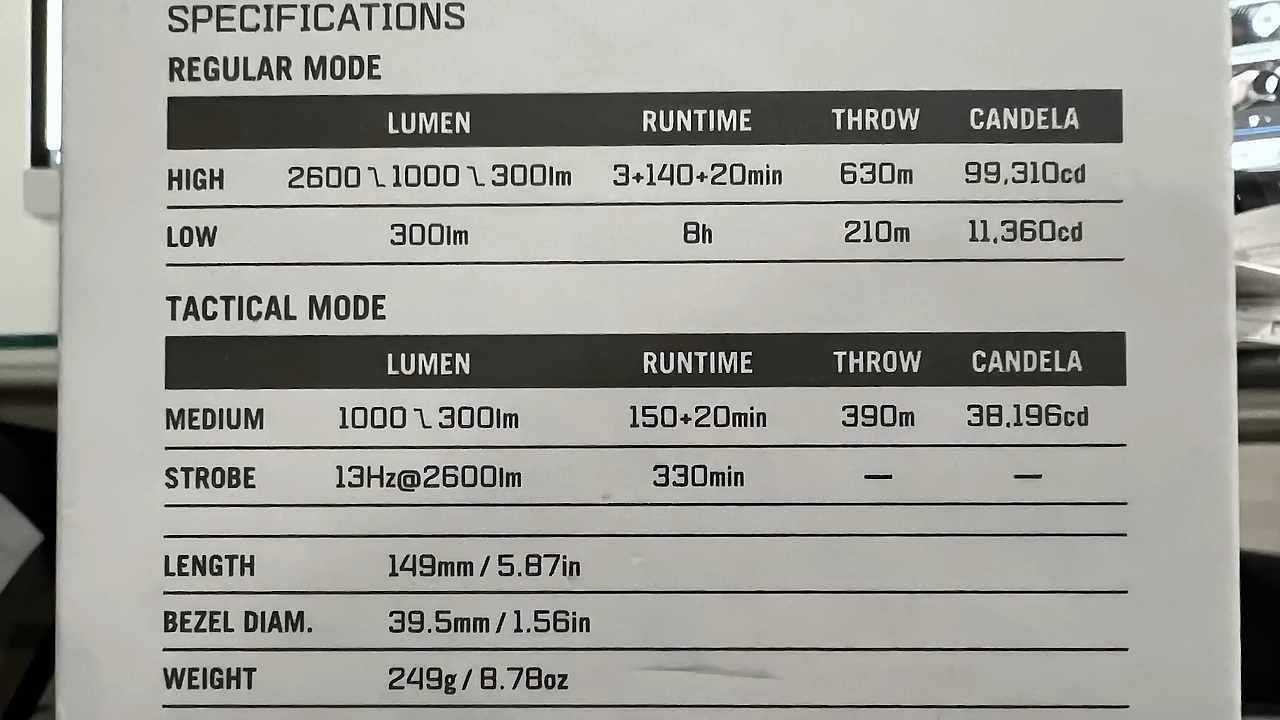 SPECIFICATIONS
REGULAR MODE
LUMEN RUNTIME THROW CANDELA
HIGH 2600 ⤵ 1000 ⤵ 300lm 3+140+20min 630m 99,310cd
LOW 300lm 8h 210m 11,360cd
TACTICAL MODE
LUMEN RUNTIME THROW CANDELA
MEDIUM 1000 ⤵ 300lm 150+20min 390m 38,196cd
STROBE 13Hz@2600lm 330min — —
LENGTH 149mm / 5.87in
BEZEL DIAM. 39.5mm / 1.56in
WEIGHT 249g / 8.78oz